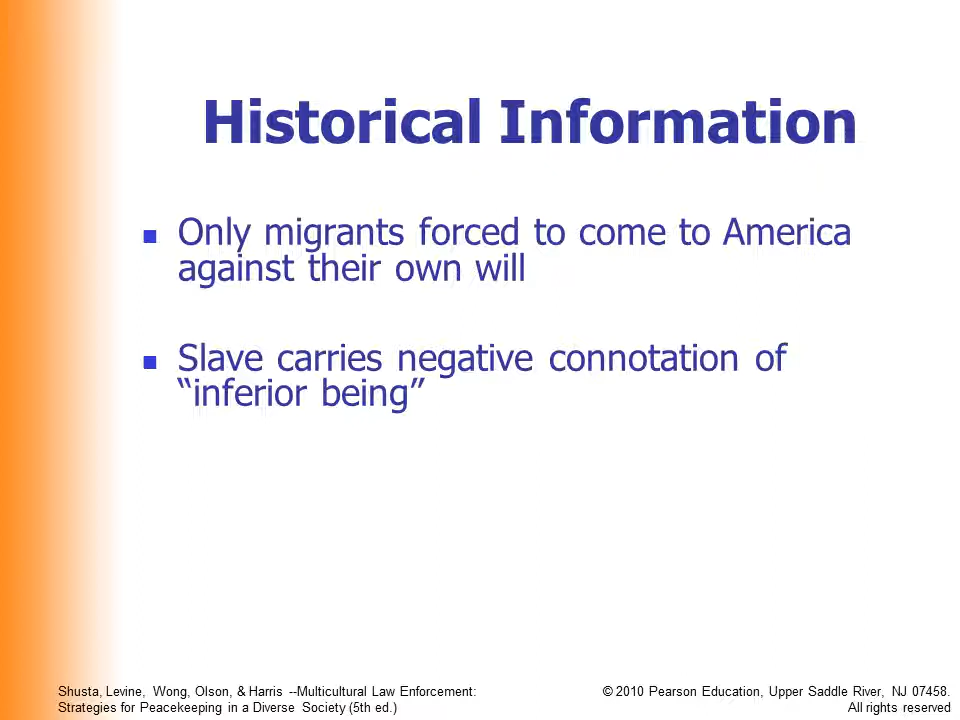 Historical Information
Only migrants forced to come to America
against their own will
Slave carries negative connotation of
“inferior being”
Shusta, Levine, Wong, Olson, & Harris --Multicultural Law Enforcement:
Strategies for Peacekeeping in a Diverse Society (5th ed.)
© 2010 Pearson Education, Upper Saddle River, NJ 07458.
All rights reserved